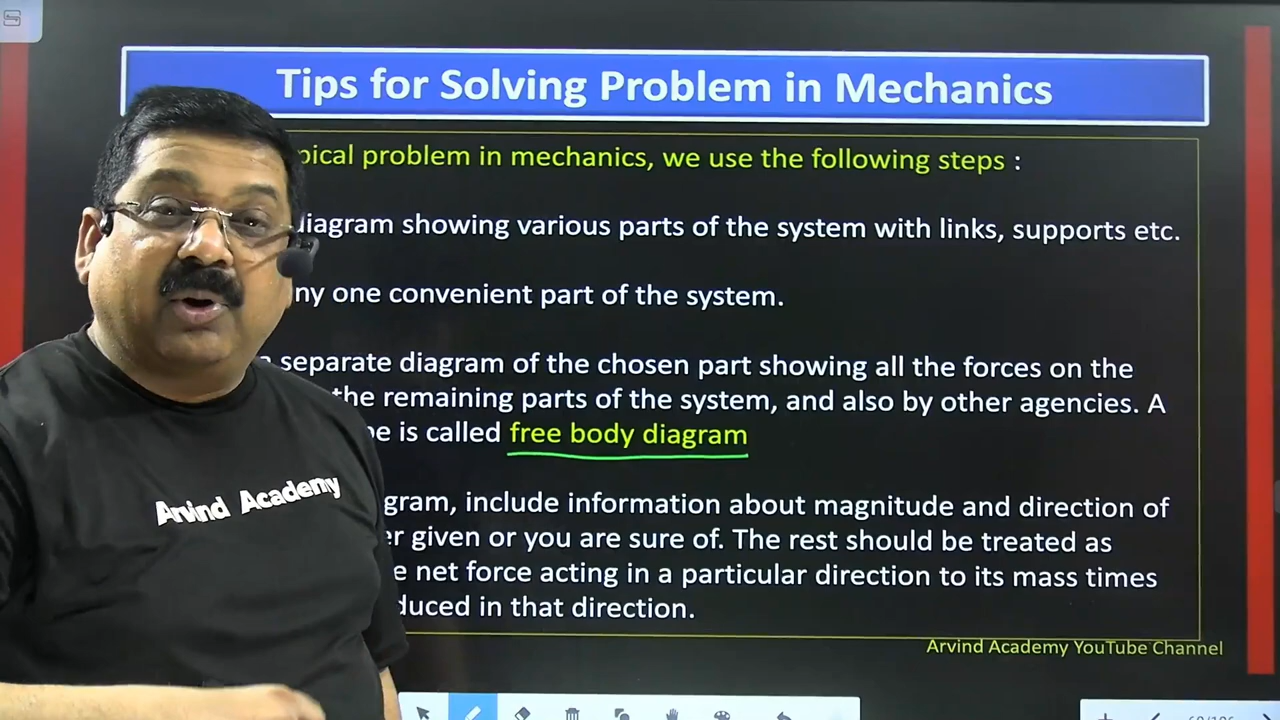 Tips for Solving Problem in Mechanics
problem in mechanics, we use the following steps :
diagram showing various parts of the system with links, supports etc.
one convenient part of the system.
separate diagram of the chosen part showing all the forces on the
the remaining parts of the system, and also by other agencies. A
is called free body diagram
include information about magnitude and direction of
given or you are sure of. The rest should be treated as
net force acting in a particular direction to its mass times
in that direction.
Arvind Academy
Arvind Academy YouTube Channel